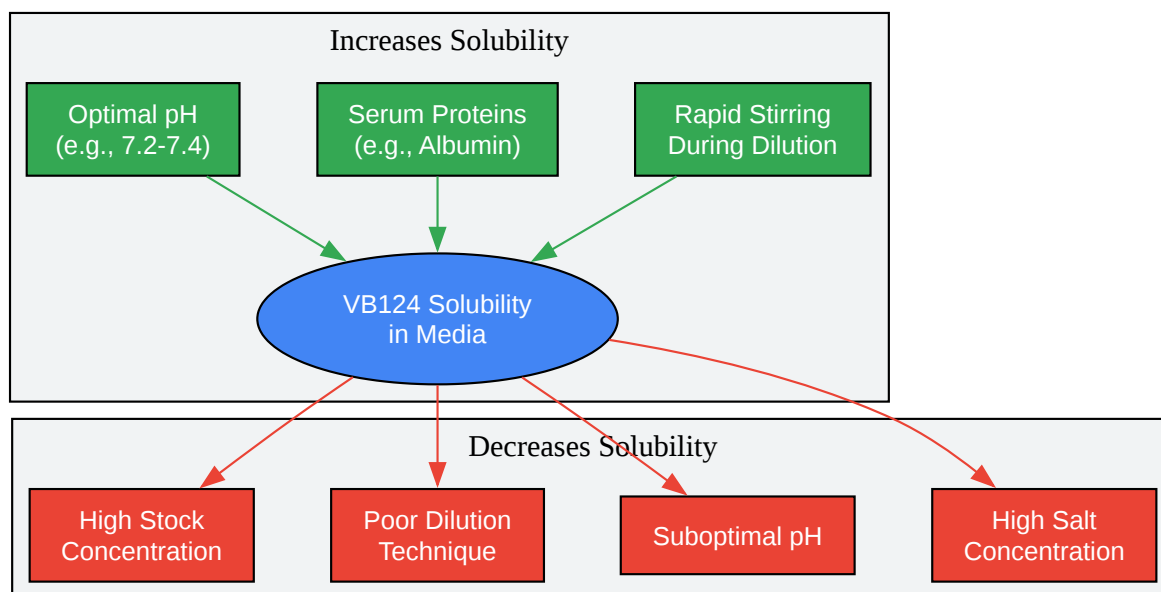 Increases Solubility
Optimal pH
(e.g., 7.2-7.4)
Serum Proteins
(e.g., Albumin)
Rapid Stirring
During Dilution
VB124 Solubility
in Media
Decreases Solubility
High Stock
Concentration
Poor Dilution
Technique
Suboptimal pH
High Salt
Concentration